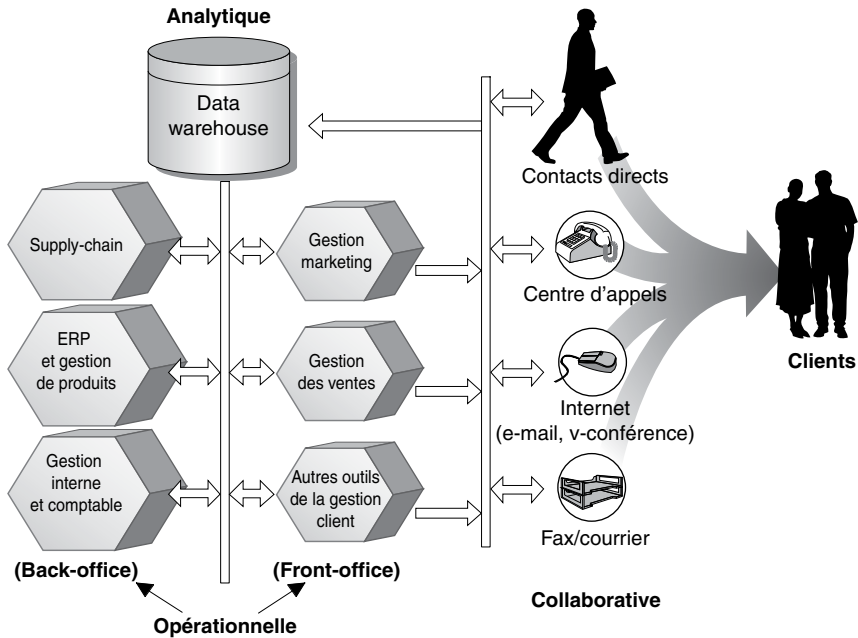 Analytique
Data
warehouse
Supply-chain
ERP
et gestion
de produits
Gestion
interne
et comptable
(Back-office)
Gestion
marketing
Gestion
des ventes
Autres outils
de la gestion
client
(Front-office)
Opérationnelle
Contacts directs
Centre d'appels
Internet
(e-mail, v-conférence)
Fax/courrier
Collaborative
Clients